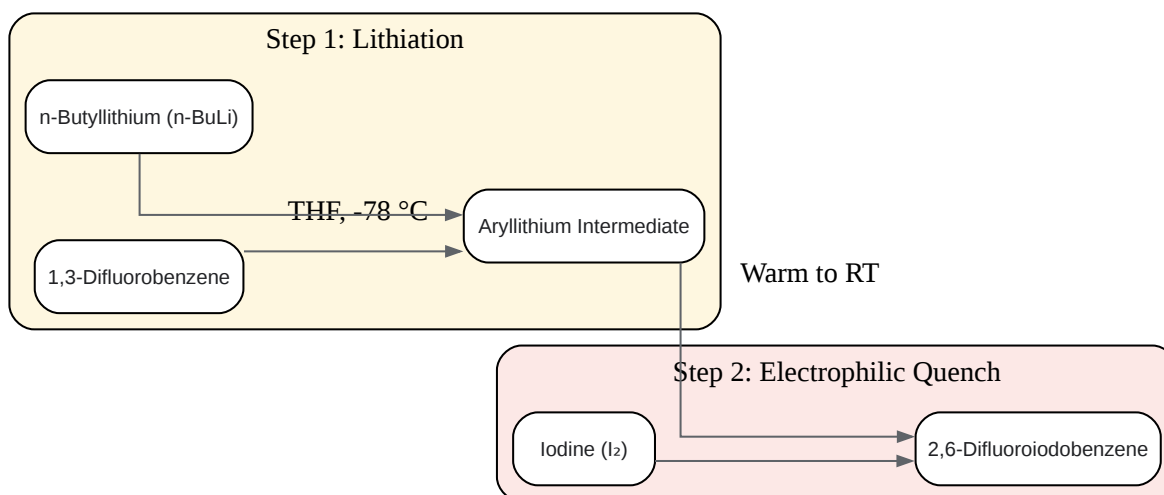 Step 1: Lithiation
n-Butyllithium (n-BuLi)
THF, -78 °C
Aryllithium Intermediate
1,3-Difluorobenzene
Warm to RT
Step 2: Electrophilic Quench
Iodine (I₂)
2,6-Difluoroiodobenzene